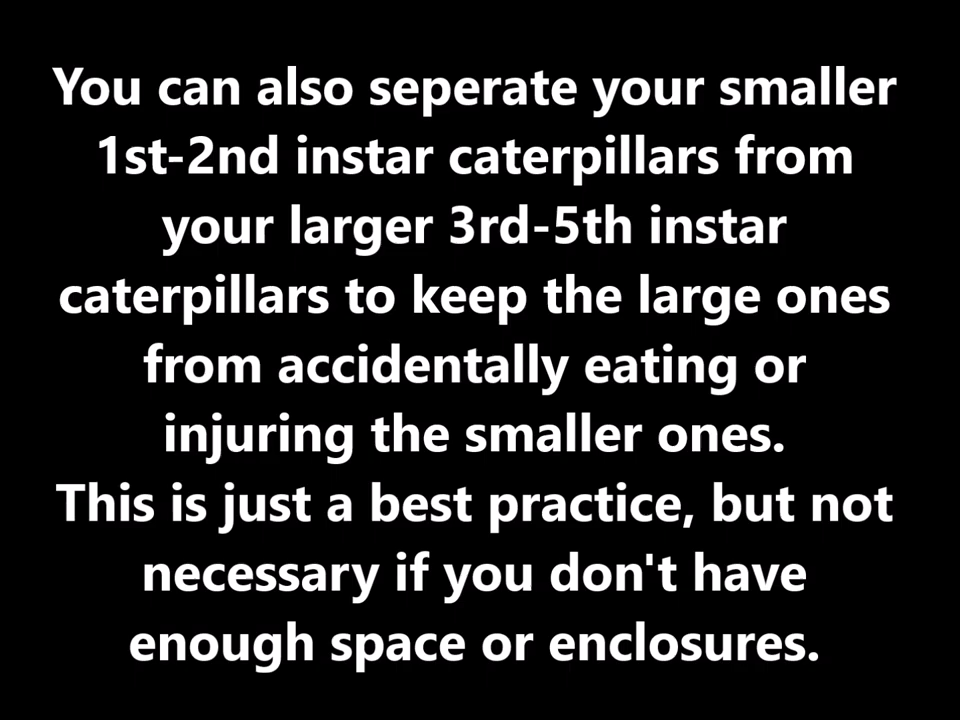 You can also seperate your smaller
1st-2nd instar caterpillars from
your larger 3rd-5th instar
caterpillars to keep the large ones
from accidentally eating or
injuring the smaller ones.
This is just a best practice, but not
necessary if you don't have
enough space or enclosures.